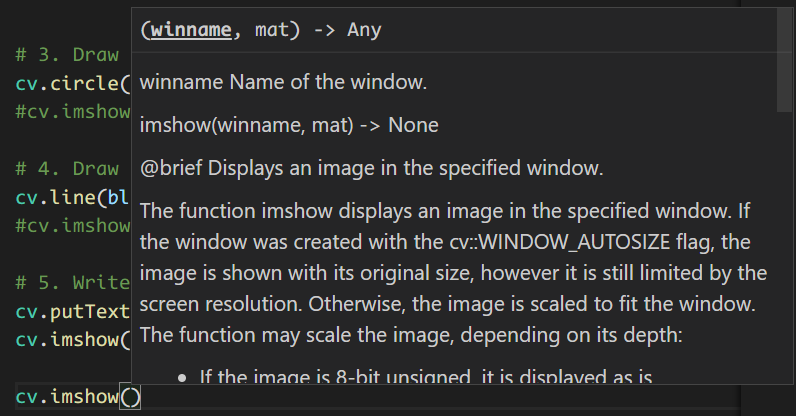 (winname, mat) -> Any
# 3. Draw
cv.circle(
#cv.imshow
# 4. Draw
cv.line(bl
#cv.imshow
# 5. Write
cv.putText
cv.imshow(
cv.imshow()
winname Name of the window.
imshow(winname, mat) -> None
@brief Displays an image in the specified window.
The function imshow displays an image in the specified window. If
the window was created with the cv::WINDOW_AUTOSIZE flag, the
image is shown with its original size, however it is still limited by the
screen resolution. Otherwise, the image is scaled to fit the window.
The function may scale the image, depending on its depth:
• If the image is 8-bit unsigned, it is displayed as is